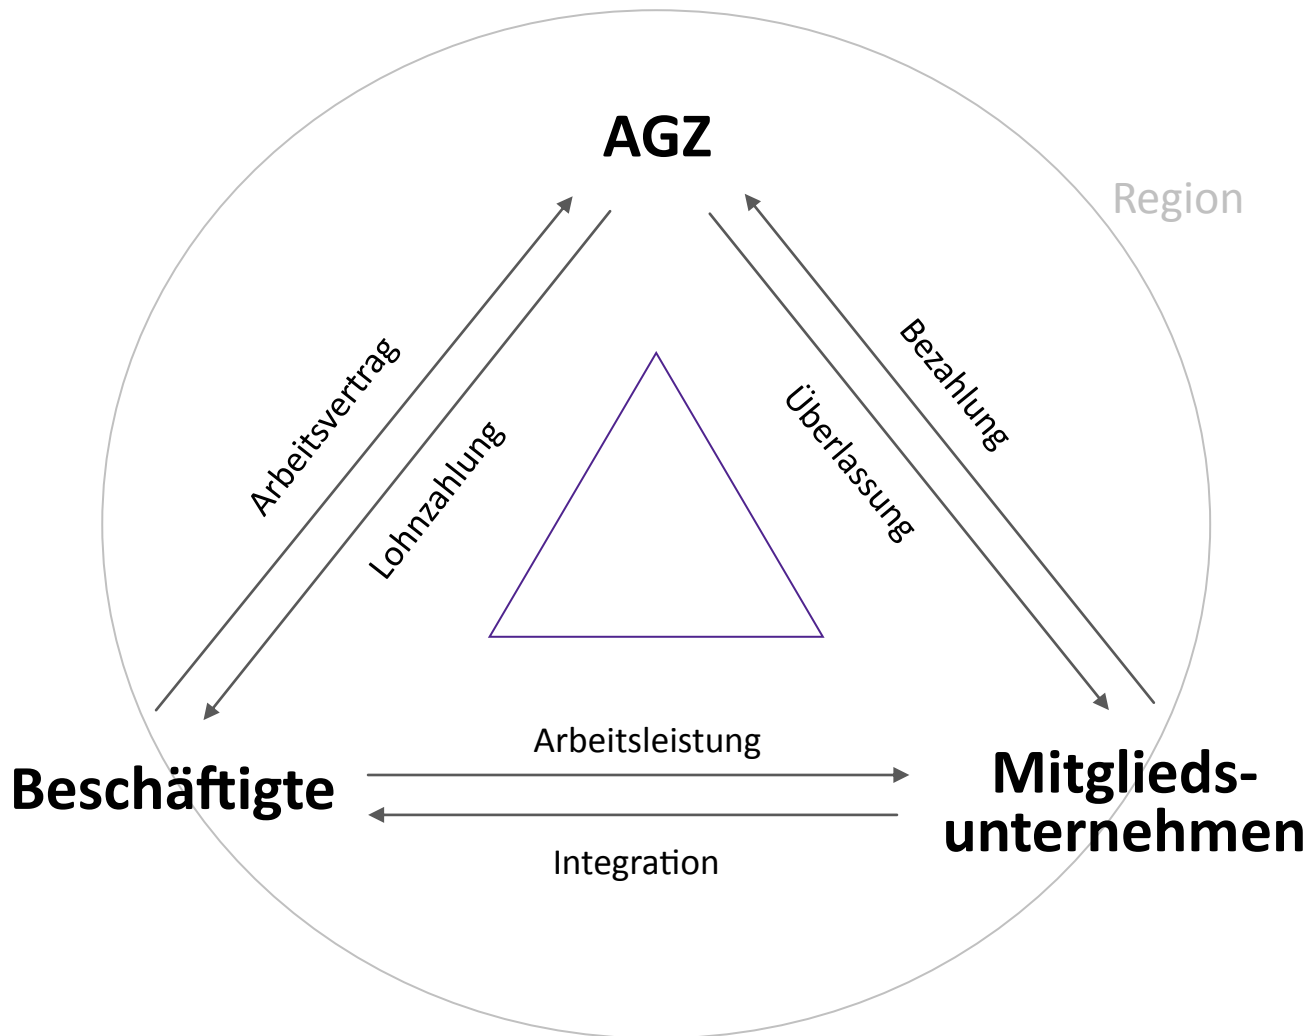 AGZ
Region
Arbeitsvertrag
Lohnzahlung
Überlassung
Bezahlung
Arbeitsleistung
Beschäftigte
Mitglieds-
unternehmen
Integration